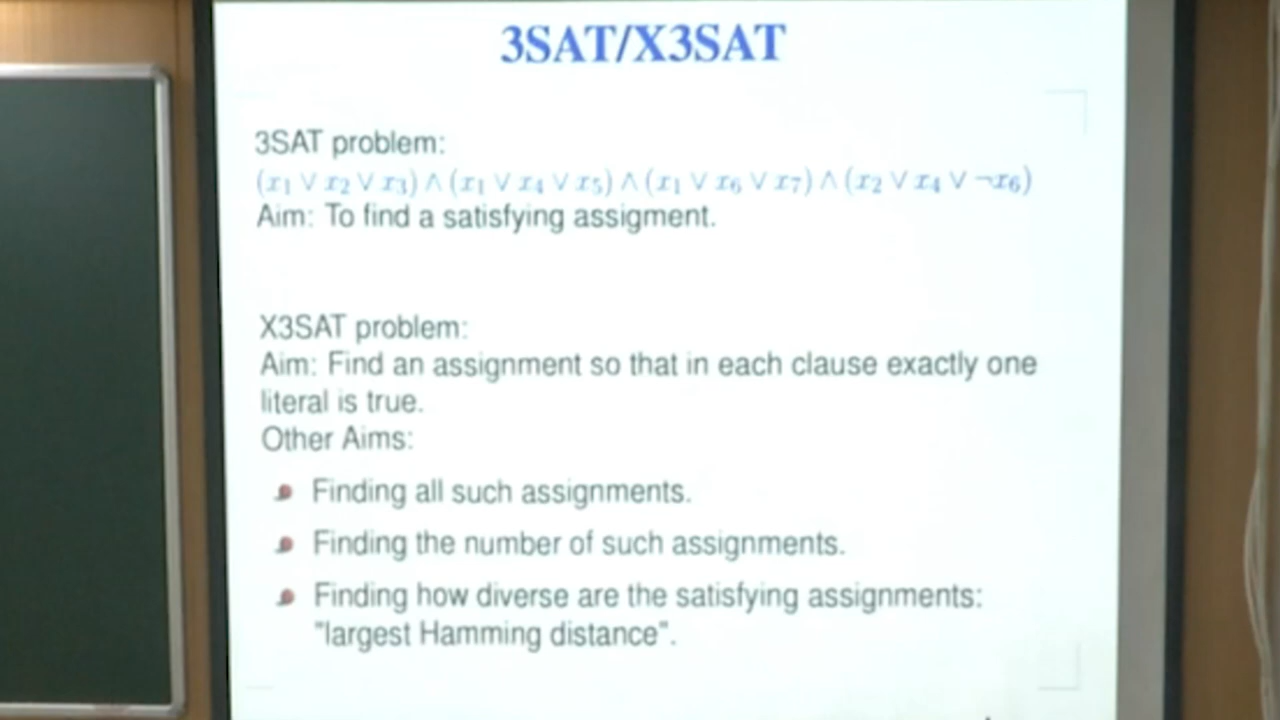 3SAT/X3SAT
3SAT problem:
(x₁ ∨ x₂ ∨ x₃) ∧ (x₁ ∨ x₄ ∨ x₅) ∧ (x₁ ∨ x₆ ∨ x₇) ∧ (x₂ ∨ x₄ ∨ ¬x₆)
Aim: To find a satisfying assigment.
X3SAT problem:
Aim: Find an assignment so that in each clause exactly one
literal is true.
Other Aims:
Finding all such assignments.
Finding the number of such assignments.
Finding how diverse are the satisfying assignments:
"largest Hamming distance".